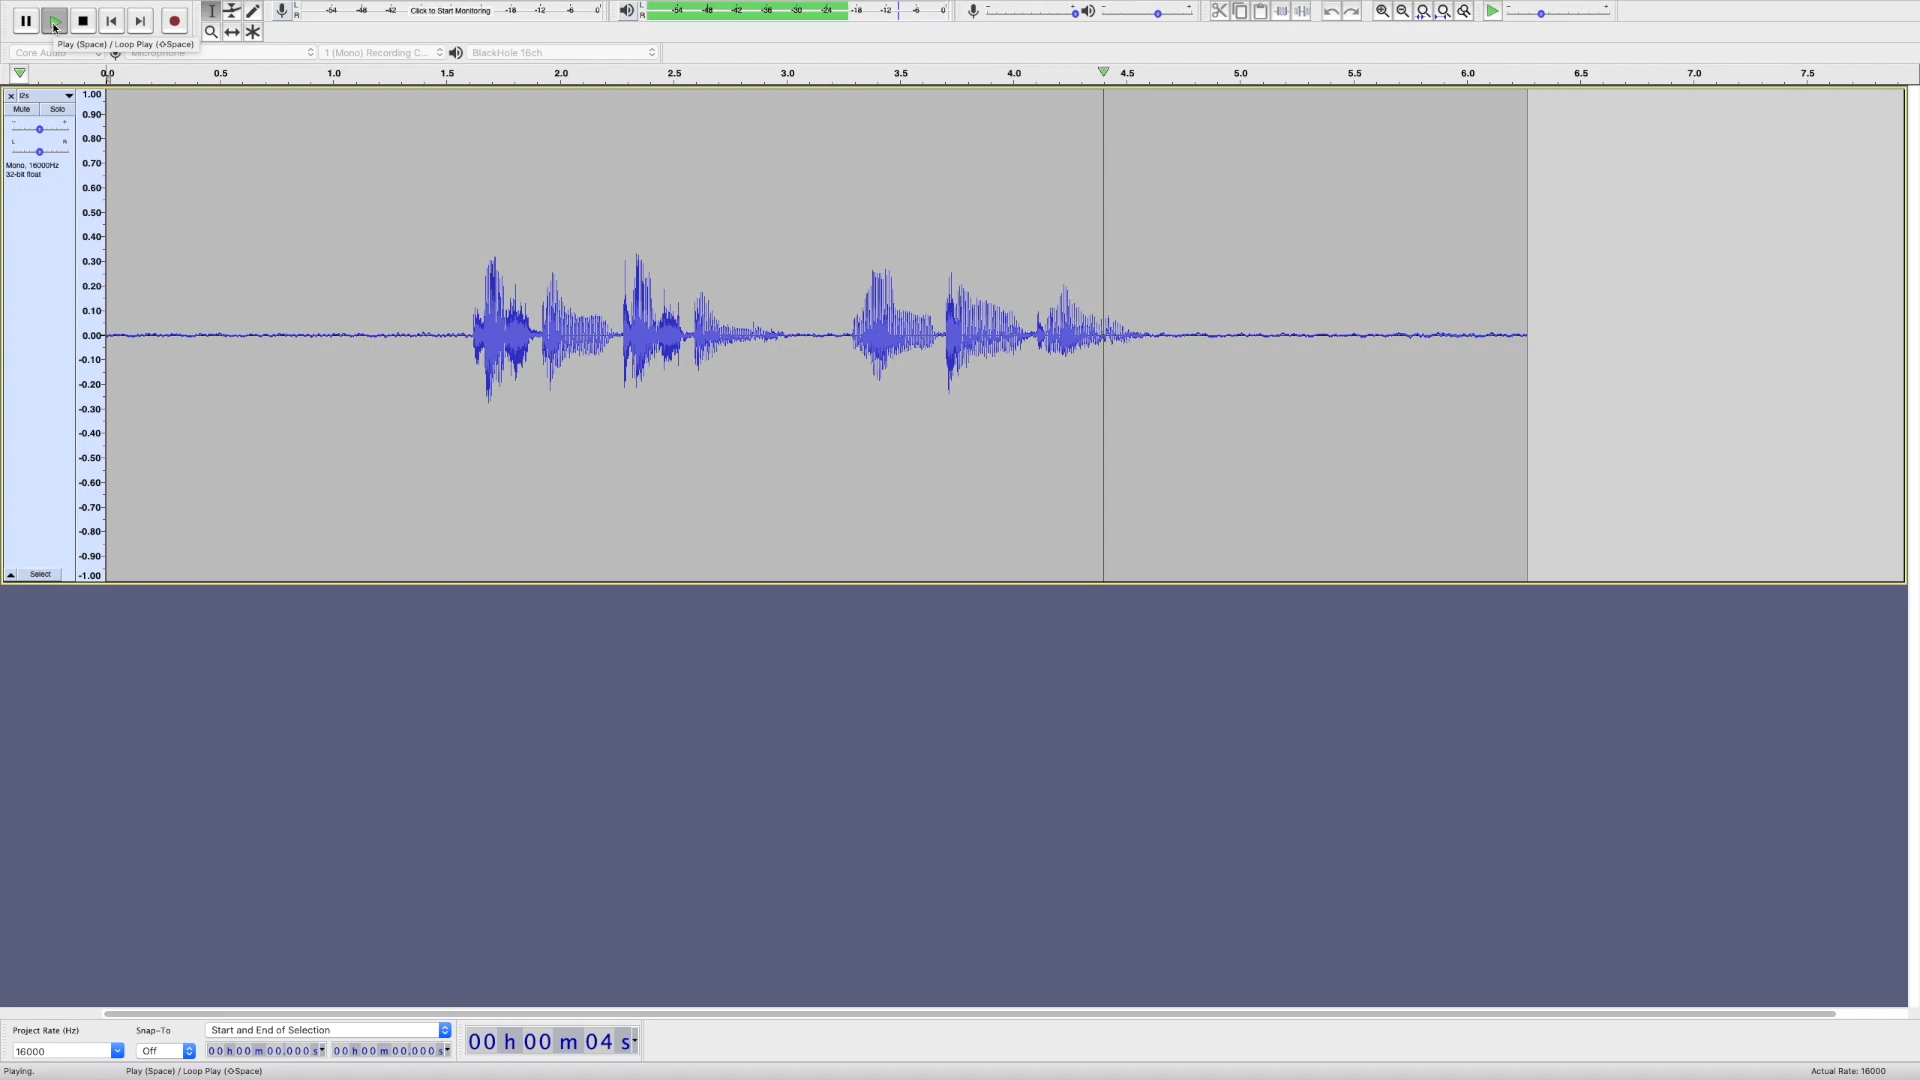 L
R
-54 -48 -42 Click to Start Monitoring -18 -12 -6 0
L
R
-54 -48 -42 -36 -30 -24 -18 -12 -6 0
- +
- +
- +
Play (Space) / Loop Play (⇧Space)
Core Audio
Microphone
1 (Mono) Recording C...
BlackHole 16ch
0.0 0.5 1.0 1.5 2.0 2.5 3.0 3.5 4.0 4.5 5.0 5.5 6.0 6.5 7.0 7.5
i2s
Mute Solo
- +
L R
Mono, 16000Hz
32-bit float
Select
1.00
0.90
0.80
0.70
0.60
0.50
0.40
0.30
0.20
0.10
0.00
-0.10
-0.20
-0.30
-0.40
-0.50
-0.60
-0.70
-0.80
-0.90
-1.00
Project Rate (Hz) Snap-To Start and End of Selection
16000 Off 00 h 00 m 00.000 s 00 h 00 m 00.000 s
00 h 00 m 04 s
Playing. Play (Space) / Loop Play (⇧Space) Actual Rate: 16000